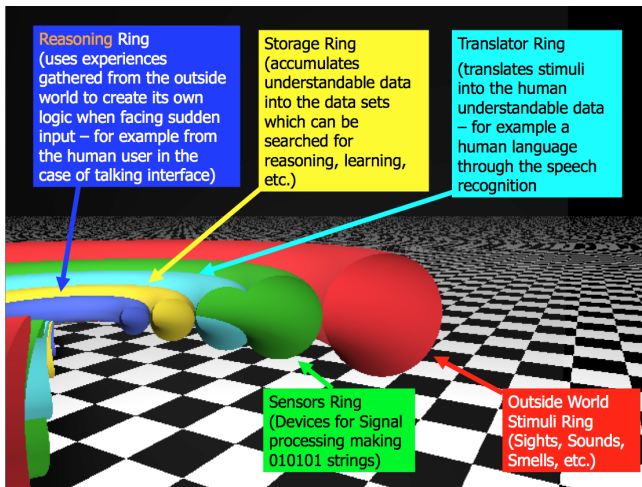 Reasoning Ring
(uses experiences
gathered from the outside
world to create its own
logic when facing sudden
input – for example from
the human user in the
case of talking interface)
Storage Ring
(accumulates
understandable data
into the data sets
which can be
searched for
reasoning, learning,
etc.)
Translator Ring
(translates stimuli
into the human
understandable data
– for example a
human language
through the speech
recognition
Sensors Ring
(Devices for Signal
processing making
010101 strings)
Outside World
Stimuli Ring
(Sights, Sounds,
Smells, etc.)